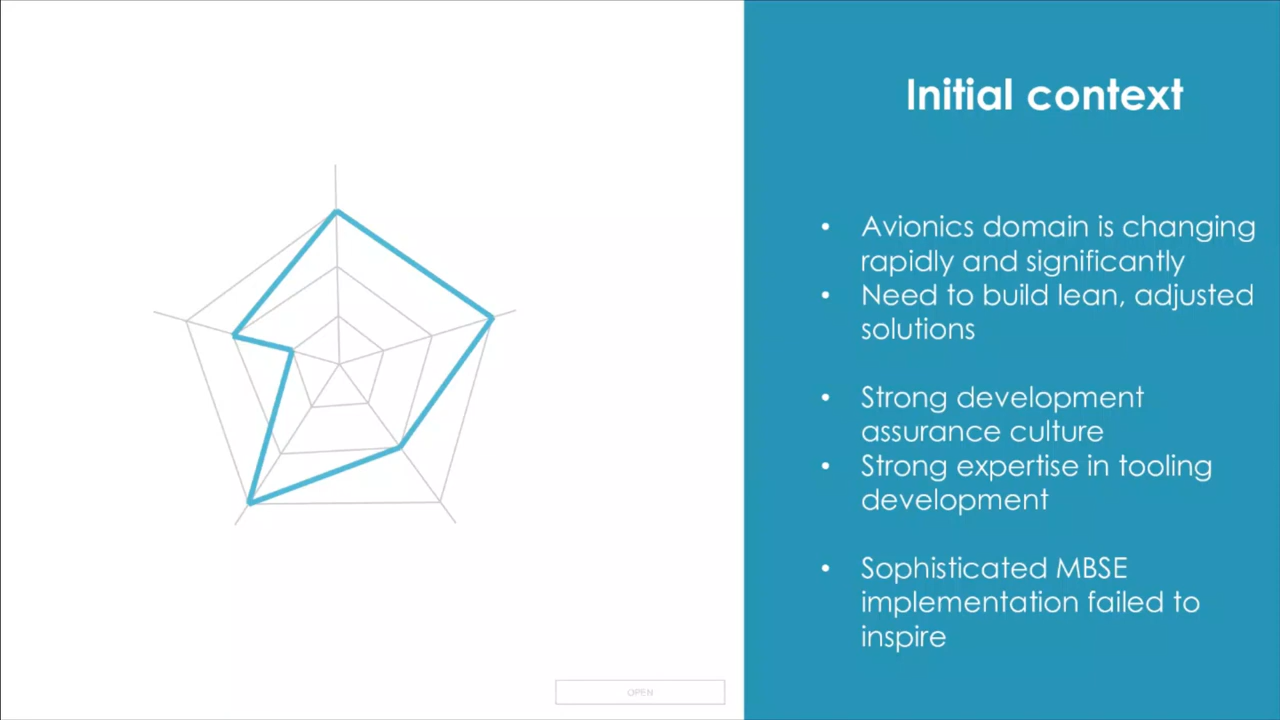 Initial context
• Avionics domain is changing
rapidly and significantly
• Need to build lean, adjusted
solutions
• Strong development
assurance culture
• Strong expertise in tooling
development
• Sophisticated MBSE
implementation failed to
inspire
OPEN